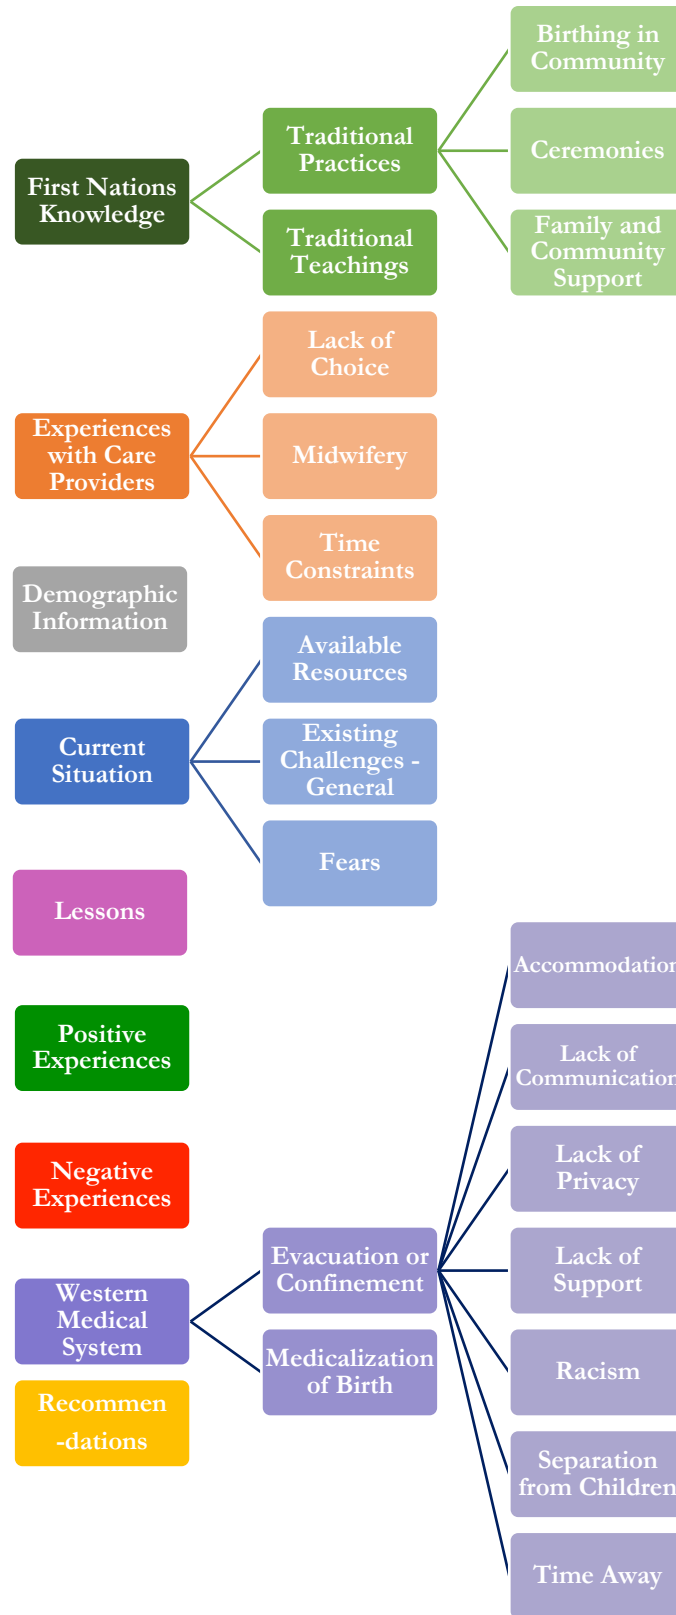 First Nations
Knowledge
Traditional
Practices
Birthing in
Community
Ceremonies
Family and
Community
Support
Traditional
Teachings
Experiences
with Care
Providers
Lack of
Choice
Midwifery
Time
Constraints
Demographic
Information
Current
Situation
Available
Resources
Existing
Challenges -
General
Fears
Lessons
Positive
Experiences
Negative
Experiences
Western
Medical
System
Evacuation or
Confinement
Accommodation
Lack of
Communication
Lack of
Privacy
Lack of
Support
Racism
Separation
from Children
Time Away
Medicalization
of Birth
Recommen
-dations